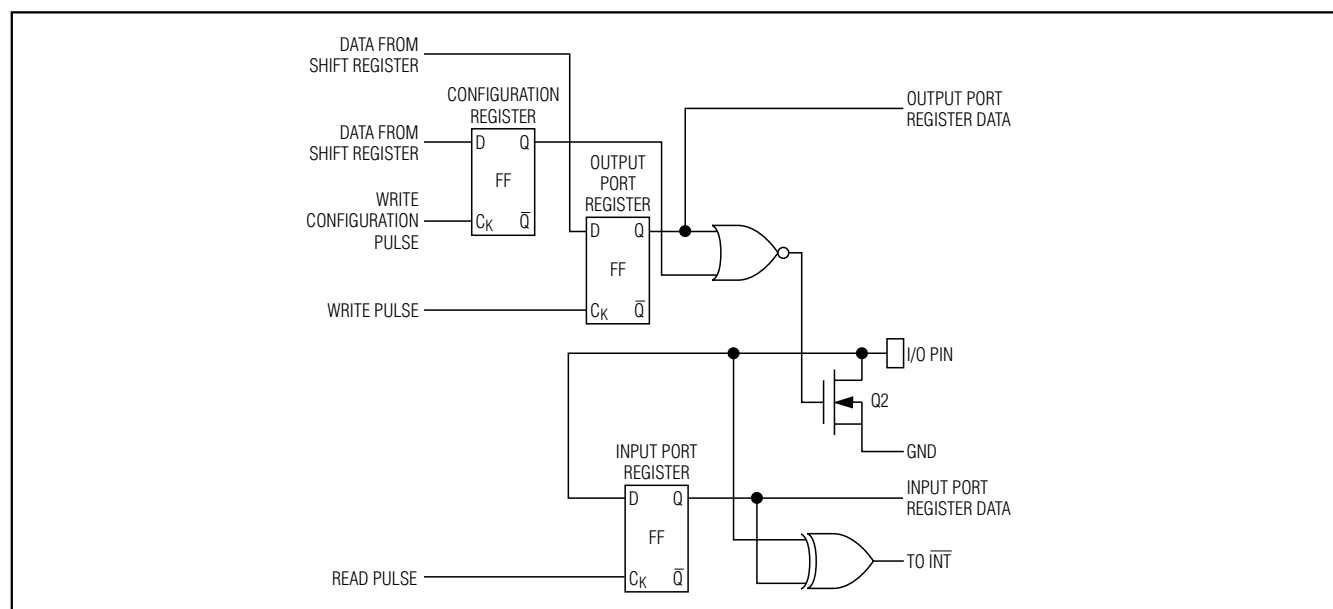 DATA FROM
SHIFT REGISTER
CONFIGURATION
REGISTER
OUTPUT PORT
REGISTER DATA
DATA FROM
SHIFT REGISTER
D
Q
FF
OUTPUT
PORT
REGISTER
WRITE
CONFIGURATION
PULSE
CK
Q̅
D
Q
FF
WRITE PULSE
CK
Q̅
I/O PIN
Q2
GND
INPUT PORT
REGISTER
D
Q
INPUT PORT
REGISTER DATA
FF
TO I̅N̅T̅
READ PULSE
CK
Q̅